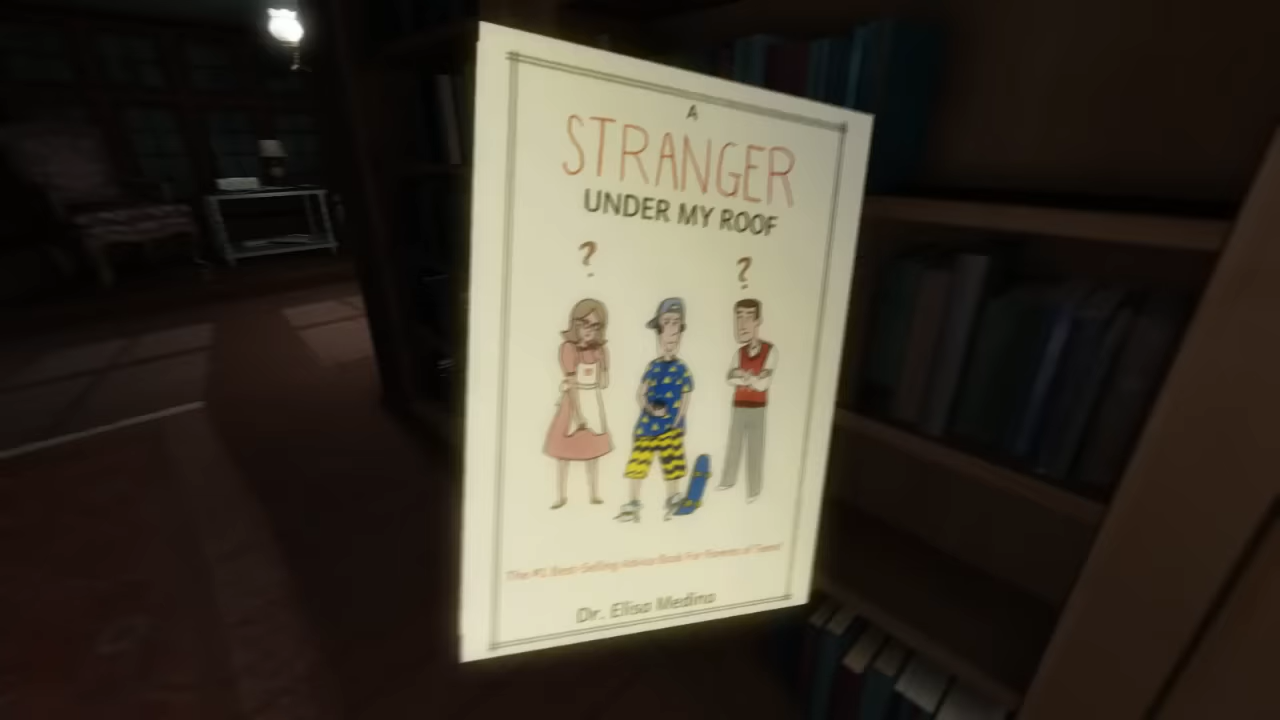 A
STRANGER
UNDER MY ROOF
?
?
The #1 Best-Selling Advice Book For Parents of Teens!
Dr. Elisa Medina